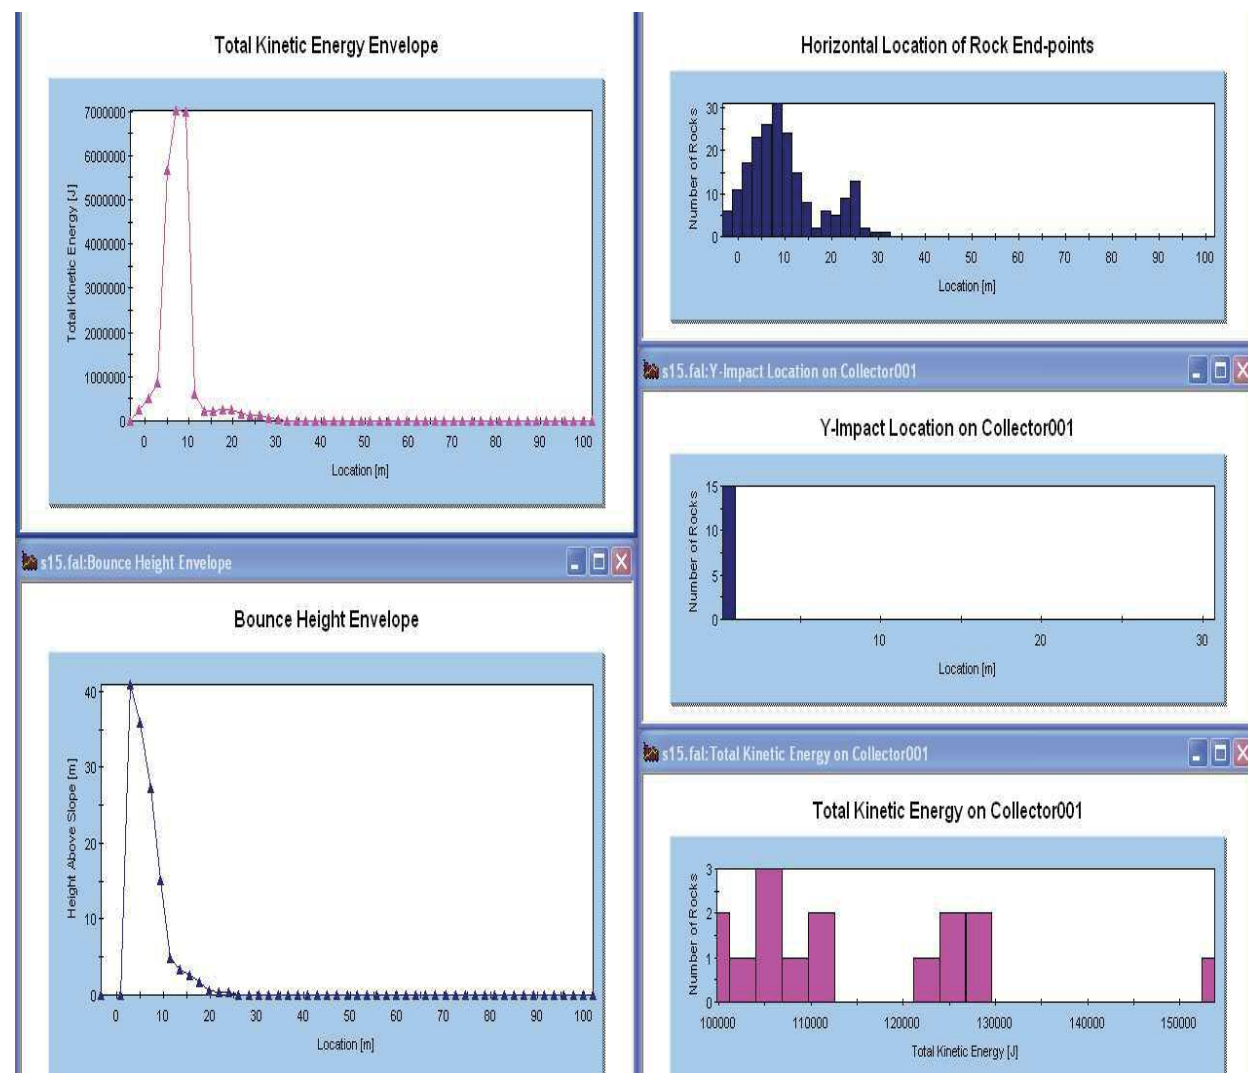 Total Kinetic Energy Envelope
Total Kinetic Energy [J]
7000000
6000000
5000000
4000000
3000000
2000000
1000000
0
0 10 20 30 40 50 60 70 80 90 100
Location [m]
s15.fal:Bounce Height Envelope
Bounce Height Envelope
Height Above Slope [m]
40
30
20
10
0
0 10 20 30 40 50 60 70 80 90 100
Location [m]
Horizontal Location of Rock End-points
Number of Rocks
30
20
10
0
0 10 20 30 40 50 60 70 80 90 100
Location [m]
s15.fal:Y-Impact Location on Collector001
Y-Impact Location on Collector001
Number of Rocks
15
10
5
0
10 20 30
Location [m]
s15.fal:Total Kinetic Energy on Collector001
Total Kinetic Energy on Collector001
Number of Rocks
3
2
1
0
100000 110000 120000 130000 140000 150000
Total Kinetic Energy [J]